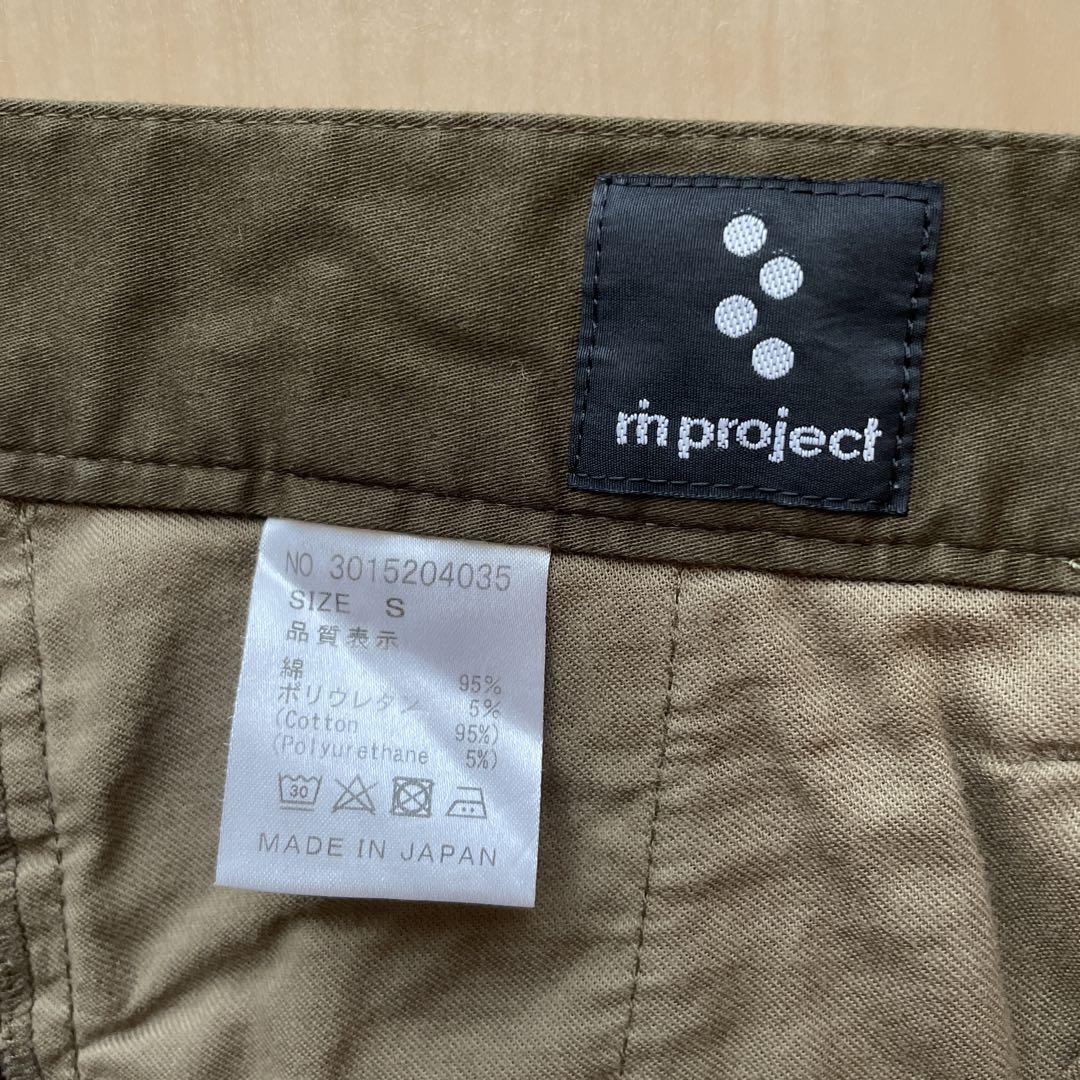 rin project
NO 3015204035
SIZE S
品質表示
綿 95%
ポリウレタン 5%
(Cotton 95%)
(Polyurethane 5%)
30
MADE IN JAPAN